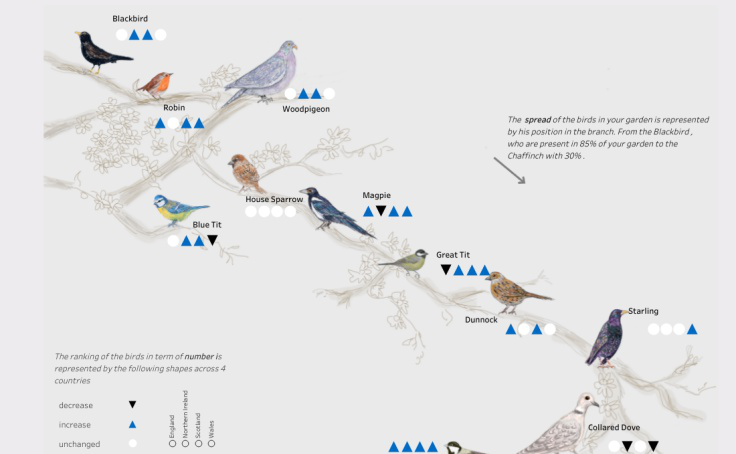 Blackbird
Robin
Woodpigeon
The spread of the birds in your garden is represented
by his position in the branch. From the Blackbird ,
who are present in 85% of your garden to the
Chaffinch with 30% .
House Sparrow
Magpie
Blue Tit
Great Tit
Dunnock
Starling
The ranking of the birds in term of number is
represented by the following shapes across 4
countries
decrease
increase
unchanged
England
Northern Ireland
Scotland
Wales
Collared Dove